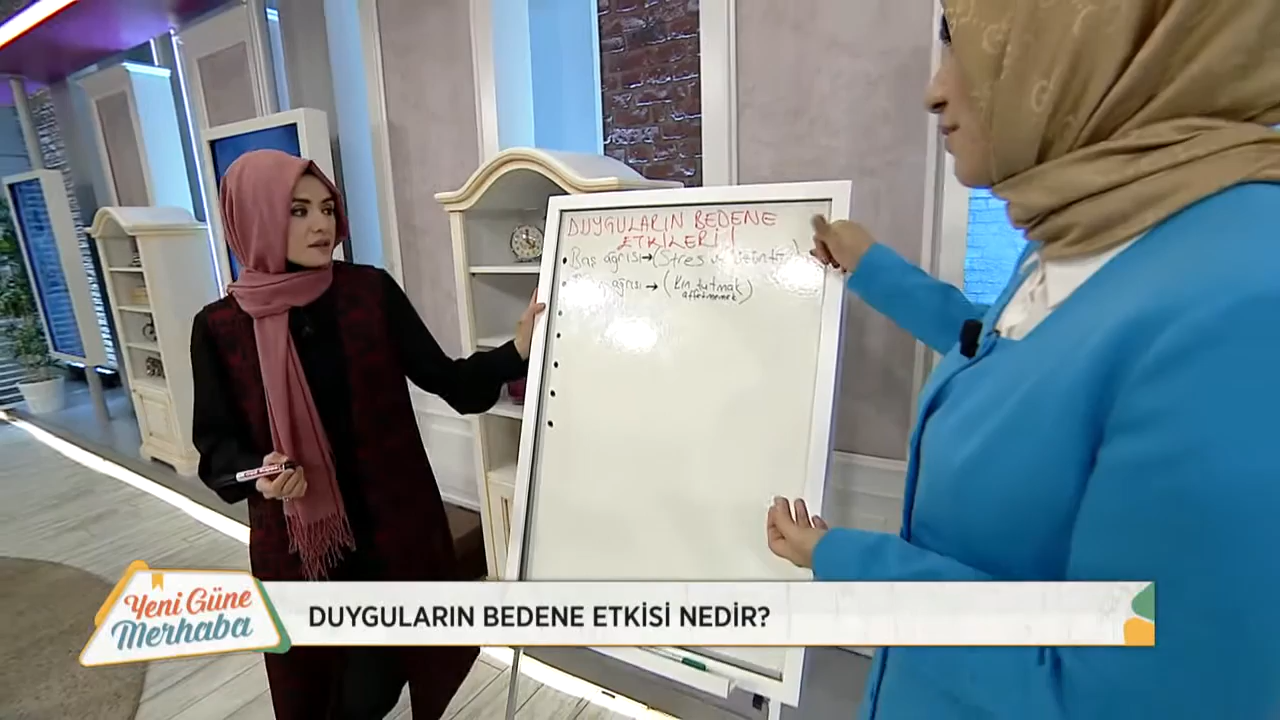 DUYGULARIN BEDENE
ETKİLERİ!
Baş ağrısı→(Stres
ağrısı → (Kin tutmak
affetmemek)
Yeni Güne
Merhaba
DUYGULARIN BEDENE ETKİSİ NEDİR?